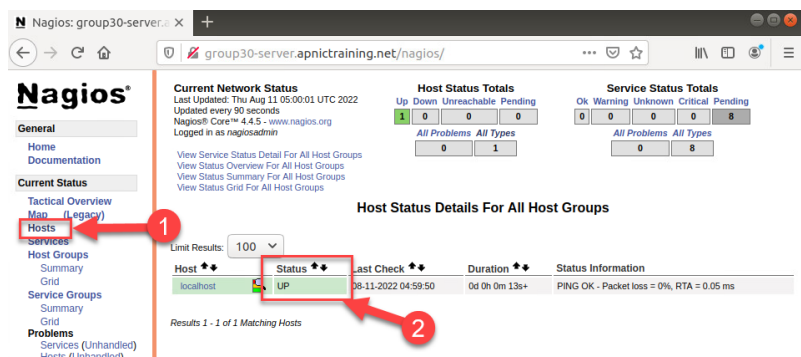 Nagios: group30-server.a
group30-server.apnictraining.net/nagios/
Nagios®
General
Home
Documentation
Current Status
Tactical Overview
Map (Legacy)
Hosts
Services
Host Groups
Summary
Grid
Service Groups
Summary
Grid
Problems
Services (Unhandled)
Hosts (Unhandled)
1
Current Network Status
Last Updated: Thu Aug 11 05:00:01 UTC 2022
Updated every 90 seconds
Nagios® Core™ 4.4.5 - www.nagios.org
Logged in as nagiosadmin
View Service Status Detail For All Host Groups
View Status Overview For All Host Groups
View Status Summary For All Host Groups
View Status Grid For All Host Groups
Host Status Totals
Up Down Unreachable Pending
1 0 0 0
All Problems All Types
0 1
Service Status Totals
Ok Warning Unknown Critical Pending
0 0 0 0 8
All Problems All Types
0 8
Host Status Details For All Host Groups
Limit Results: 100
Host Status Last Check Duration Status Information
localhost UP 08-11-2022 04:59:50 0d 0h 0m 13s+ PING OK - Packet loss = 0%, RTA = 0.05 ms
2
Results 1 - 1 of 1 Matching Hosts